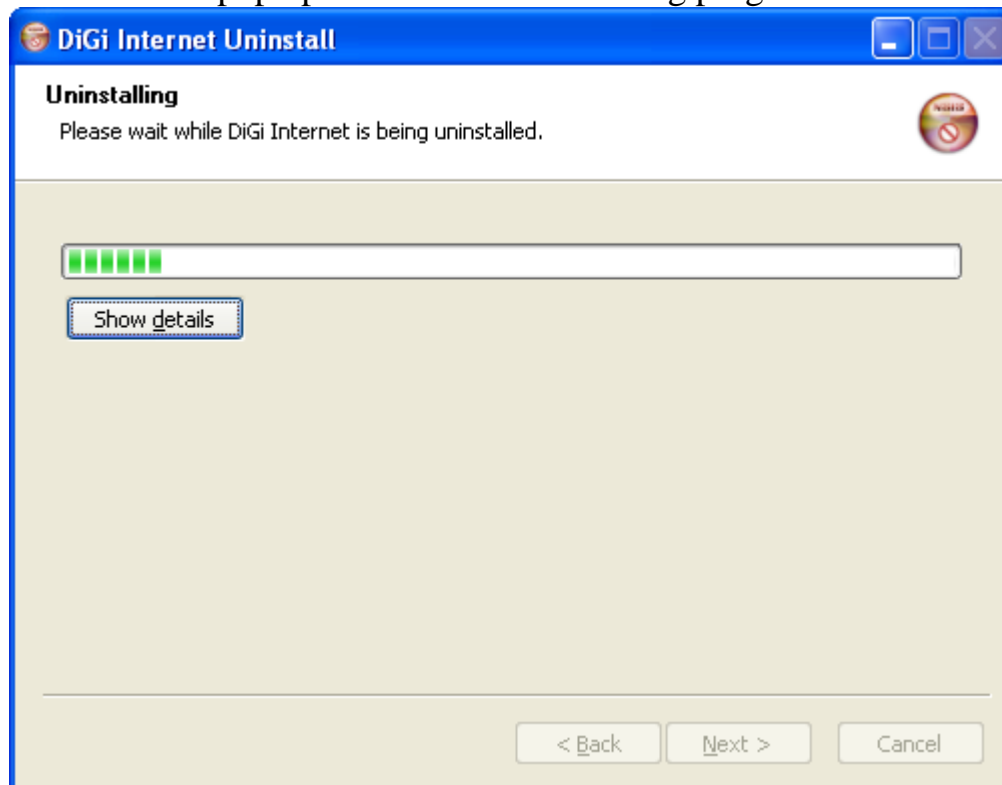 DiGi Internet Uninstall
Uninstalling
Please wait while DiGi Internet is being uninstalled.
Show details
< Back Next > Cancel